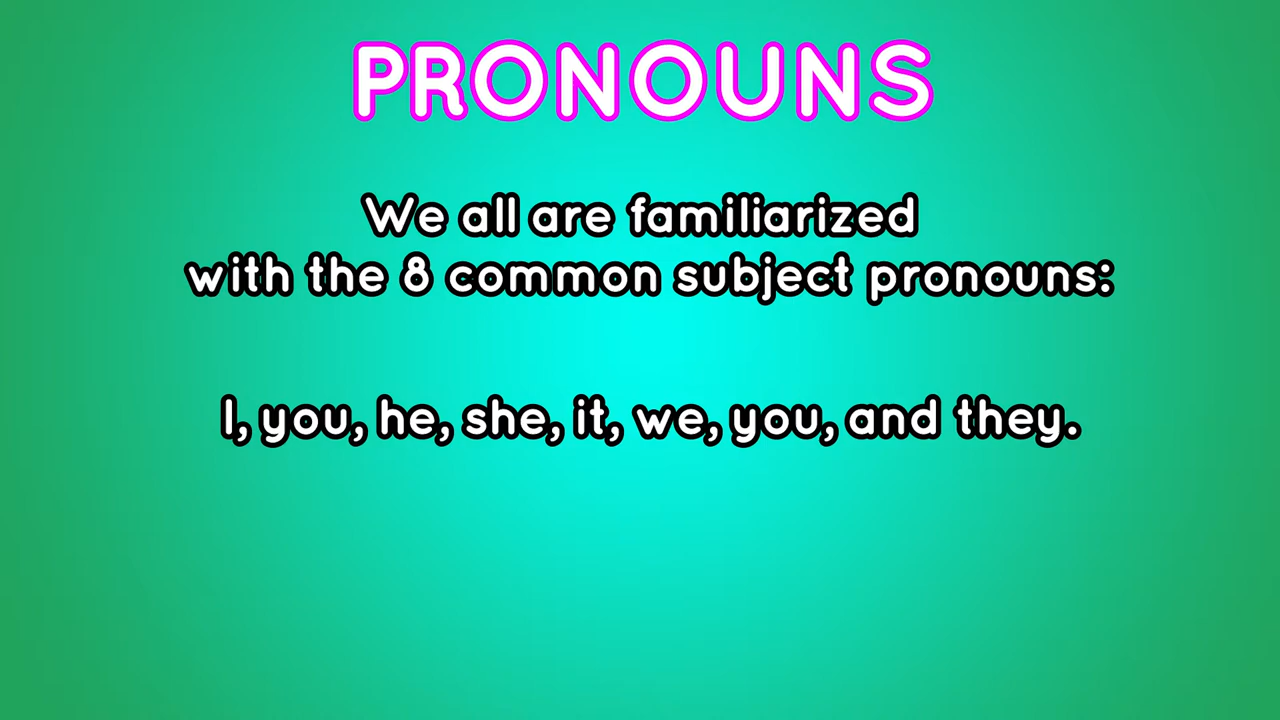 PRONOUNS
We all are familiarized
with the 8 common subject pronouns:
I, you, he, she, it, we, you, and they.